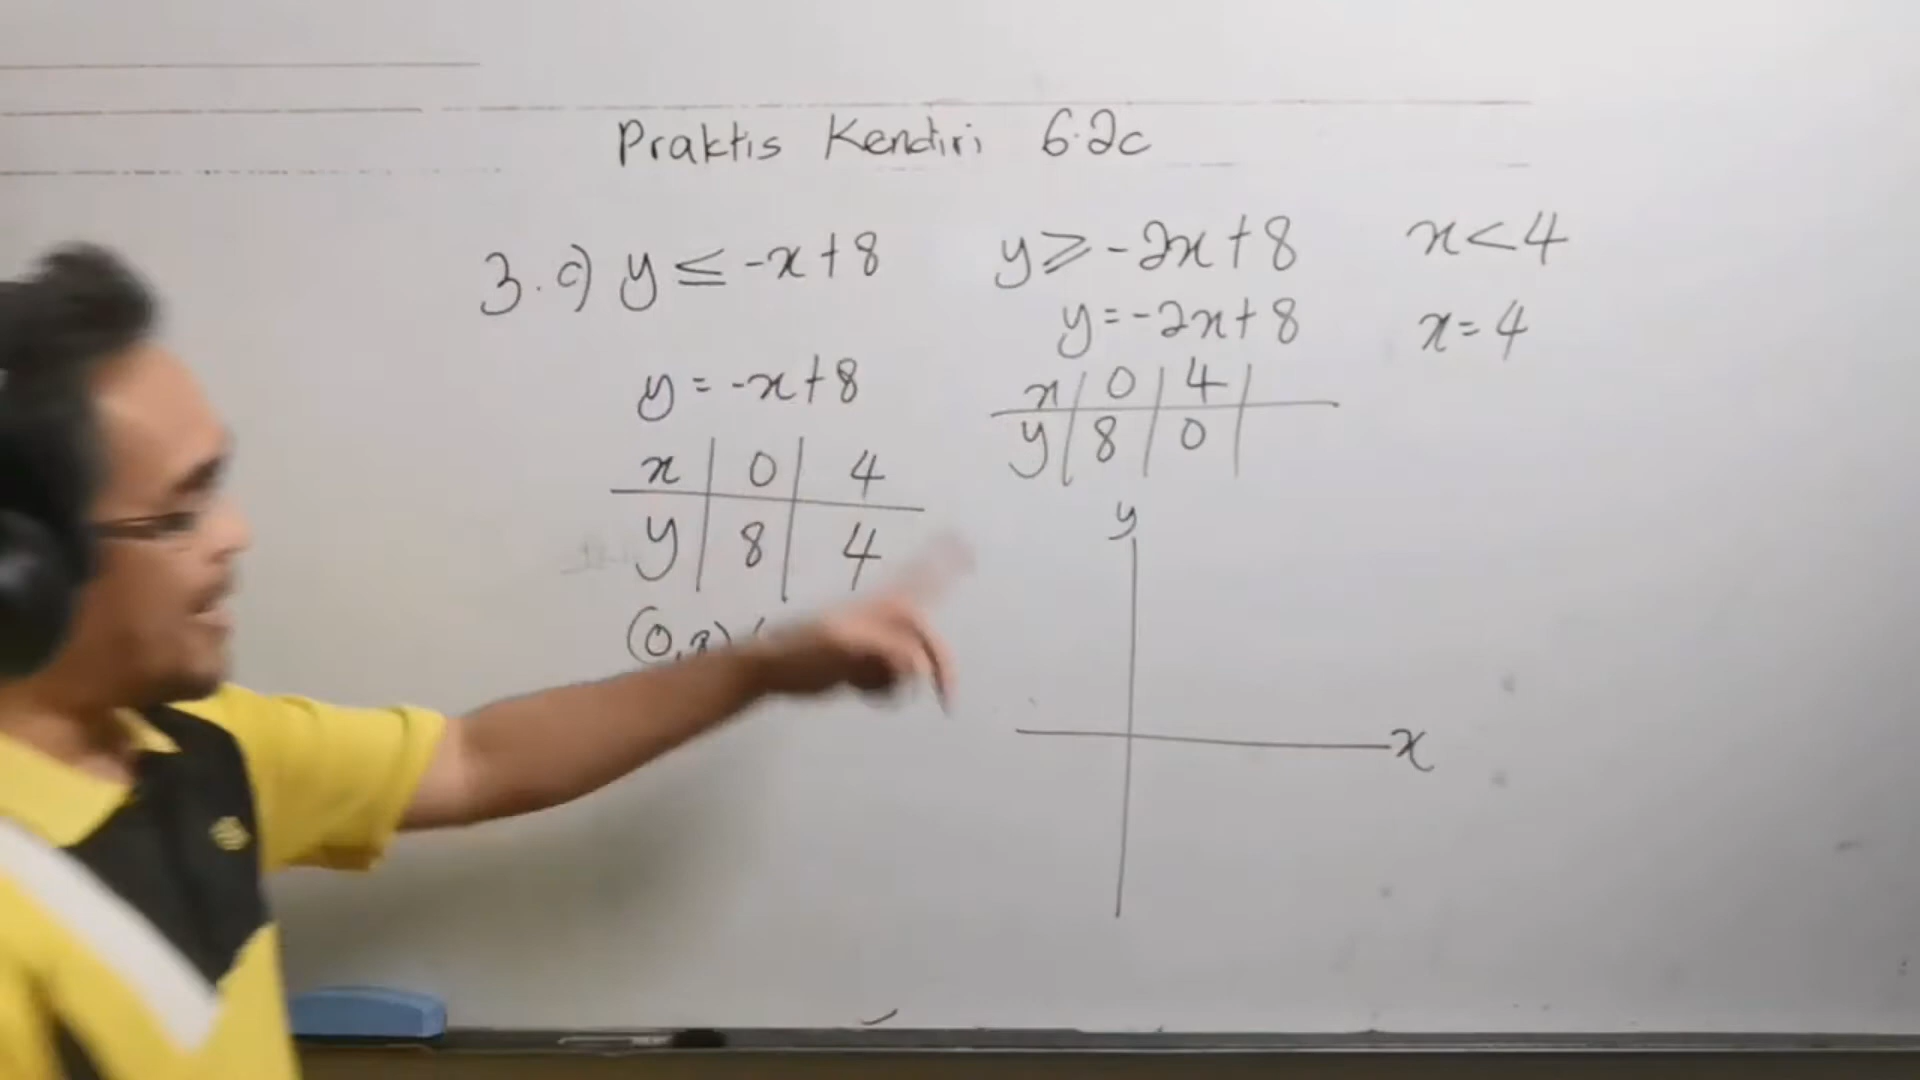 Praktis Kendiri 6.2c
3. c) y ≤ -x+8
y = -x+8
x | 0 | 4
y | 8 | 4
(0,8) (
y ⩾ -2x+8
y = -2x+8
x | 0 | 4 |
y | 8 | 0 |
x < 4
x = 4
y
x